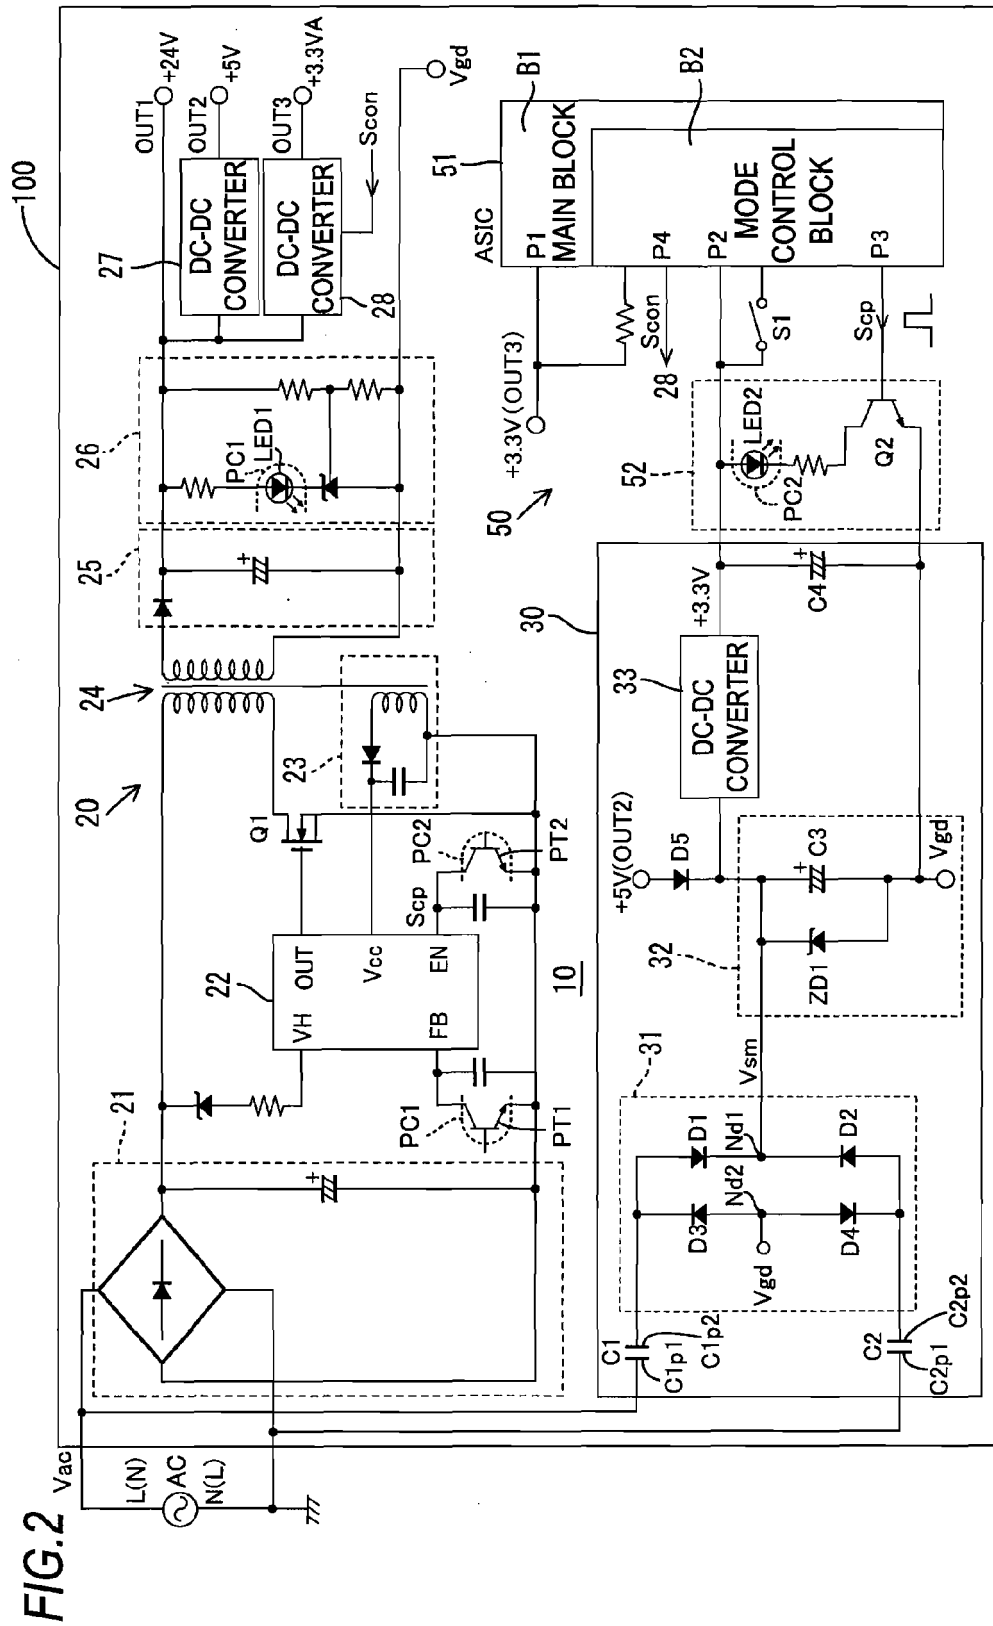 FIG.2
100
Vac
L(N)
AC
N(L)
10
20
21
22
VH
OUT
Vcc
FB
EN
Scp
PC1
PT1
PC2
PT2
Q1
23
24
25
+
+
26
PC1
LED1
27
DC-DC
CONVERTER
DC-DC
CONVERTER
28
OUT1
+24V
OUT2
+5V
OUT3
+3.3VA
Scon
Vgd
30
C1
C1p1
C1p2
C2
C2p1
C2p2
31
D1
D2
D3
D4
Nd1
Nd2
Vgd
Vsm
32
ZD1
+
C3
Vgd
+5V(OUT2)
D5
33
DC-DC
CONVERTER
+3.3V
+
C4
50
52
PC2
LED2
Q2
+3.3V(OUT3)
Scon
28
S1
Scp
ASIC
51
P1
MAIN BLOCK
B1
P4
P2
MODE
CONTROL
BLOCK
P3
B2